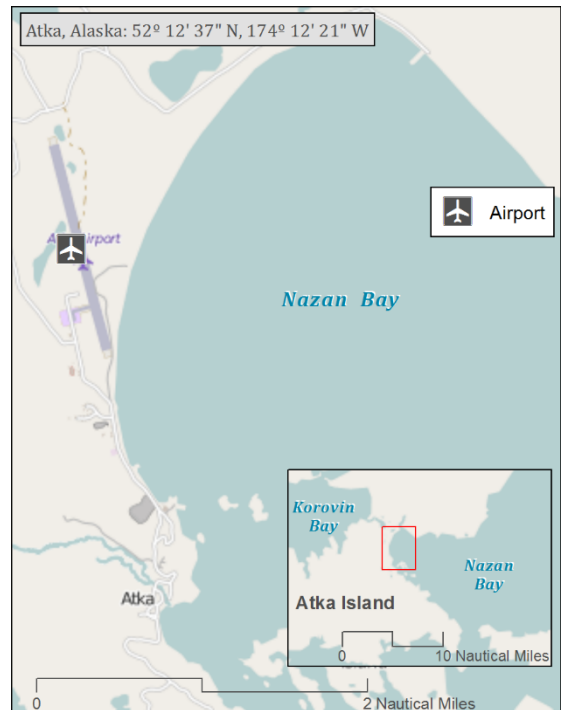 Atka, Alaska: 52º 12' 37" N, 174º 12' 21" W
Airport
Nazan Bay
Korovin
Bay
Nazan
Bay
Atka Island
0
10 Nautical Miles
Atka
0
2 Nautical Miles